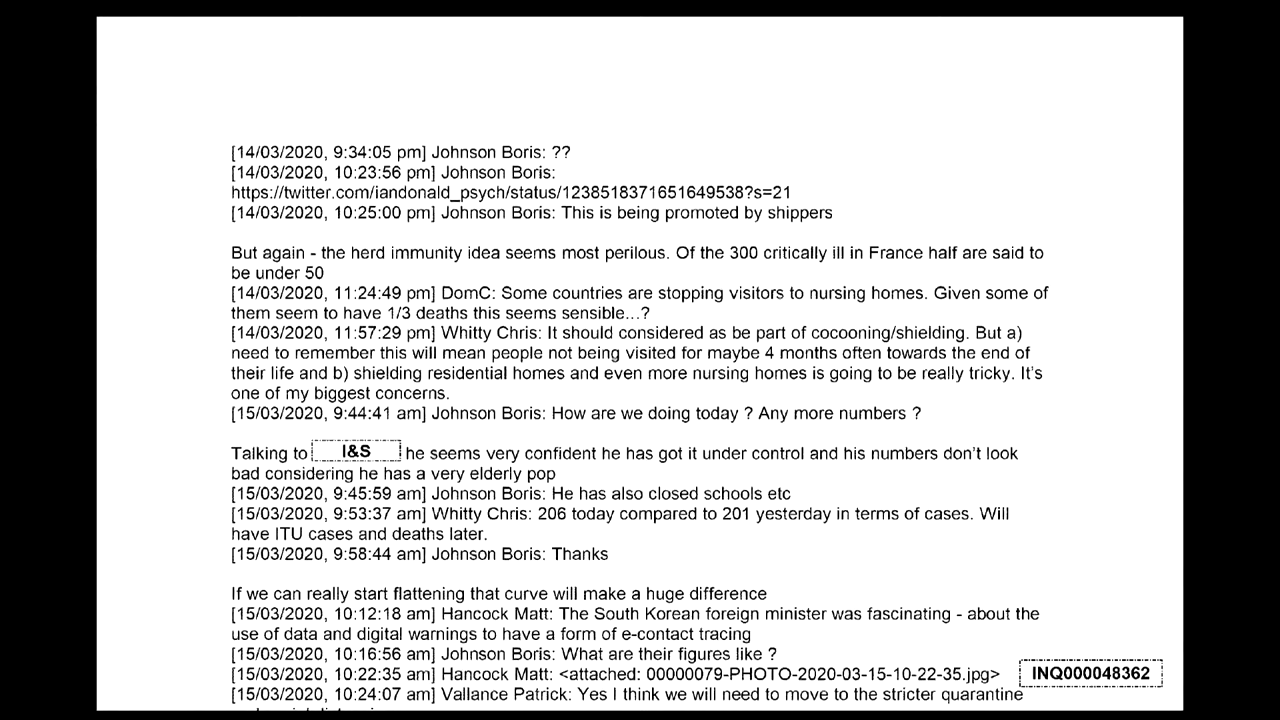 [14/03/2020, 9:34:05 pm] Johnson Boris: ??
[14/03/2020, 10:23:56 pm] Johnson Boris:
https://twitter.com/iandonald_psych/status/1238518371651649538?s=21
[14/03/2020, 10:25:00 pm] Johnson Boris: This is being promoted by shippers
But again - the herd immunity idea seems most perilous. Of the 300 critically ill in France half are said to
be under 50
[14/03/2020, 11:24:49 pm] DomC: Some countries are stopping visitors to nursing homes. Given some of
them seem to have 1/3 deaths this seems sensible...?
[14/03/2020, 11:57:29 pm] Whitty Chris: It should considered as be part of cocooning/shielding. But a)
need to remember this will mean people not being visited for maybe 4 months often towards the end of
their life and b) shielding residential homes and even more nursing homes is going to be really tricky. It's
one of my biggest concerns.
[15/03/2020, 9:44:41 am] Johnson Boris: How are we doing today ? Any more numbers ?
Talking to I&S he seems very confident he has got it under control and his numbers don't look
bad considering he has a very elderly pop
[15/03/2020, 9:45:59 am] Johnson Boris: He has also closed schools etc
[15/03/2020, 9:53:37 am] Whitty Chris: 206 today compared to 201 yesterday in terms of cases. Will
have ITU cases and deaths later.
[15/03/2020, 9:58:44 am] Johnson Boris: Thanks
If we can really start flattening that curve will make a huge difference
[15/03/2020, 10:12:18 am] Hancock Matt: The South Korean foreign minister was fascinating - about the
use of data and digital warnings to have a form of e-contact tracing
[15/03/2020, 10:16:56 am] Johnson Boris: What are their figures like ?
[15/03/2020, 10:22:35 am] Hancock Matt: <attached: 00000079-PHOTO-2020-03-15-10-22-35.jpg>
INQ000048362
[15/03/2020, 10:24:07 am] Vallance Patrick: Yes I think we will need to move to the stricter quarantine